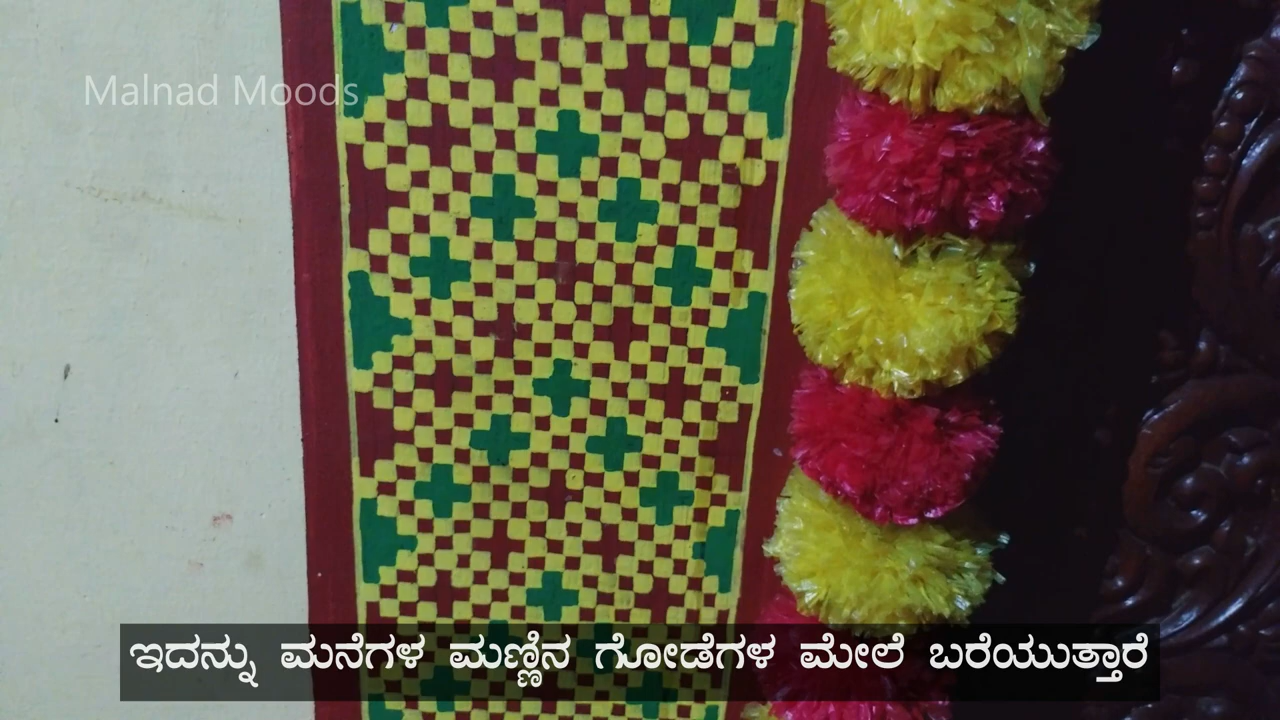 Malnad Moods
ಇದನ್ನು ಮನೆಗಳ ಮಣ್ಣಿನ ಗೋಡೆಗಳ ಮೇಲೆ ಬರೆಯುತ್ತಾರೆ